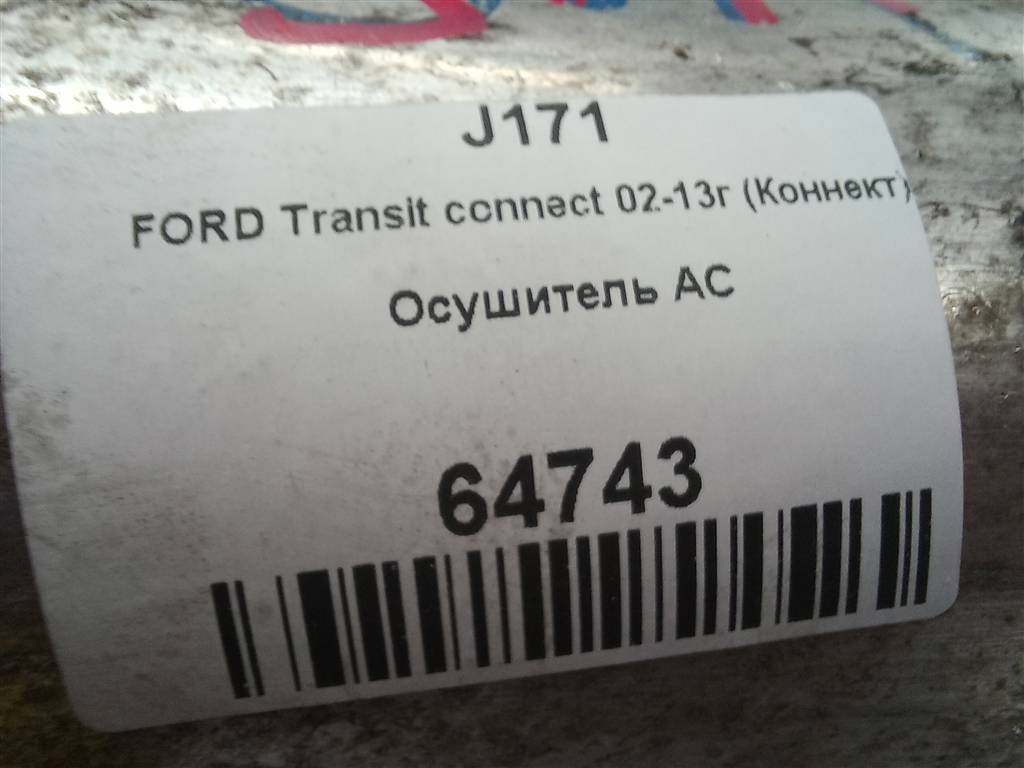 J171
FORD Transit connect 02-13г (Коннект)
Осушитель АС
64743